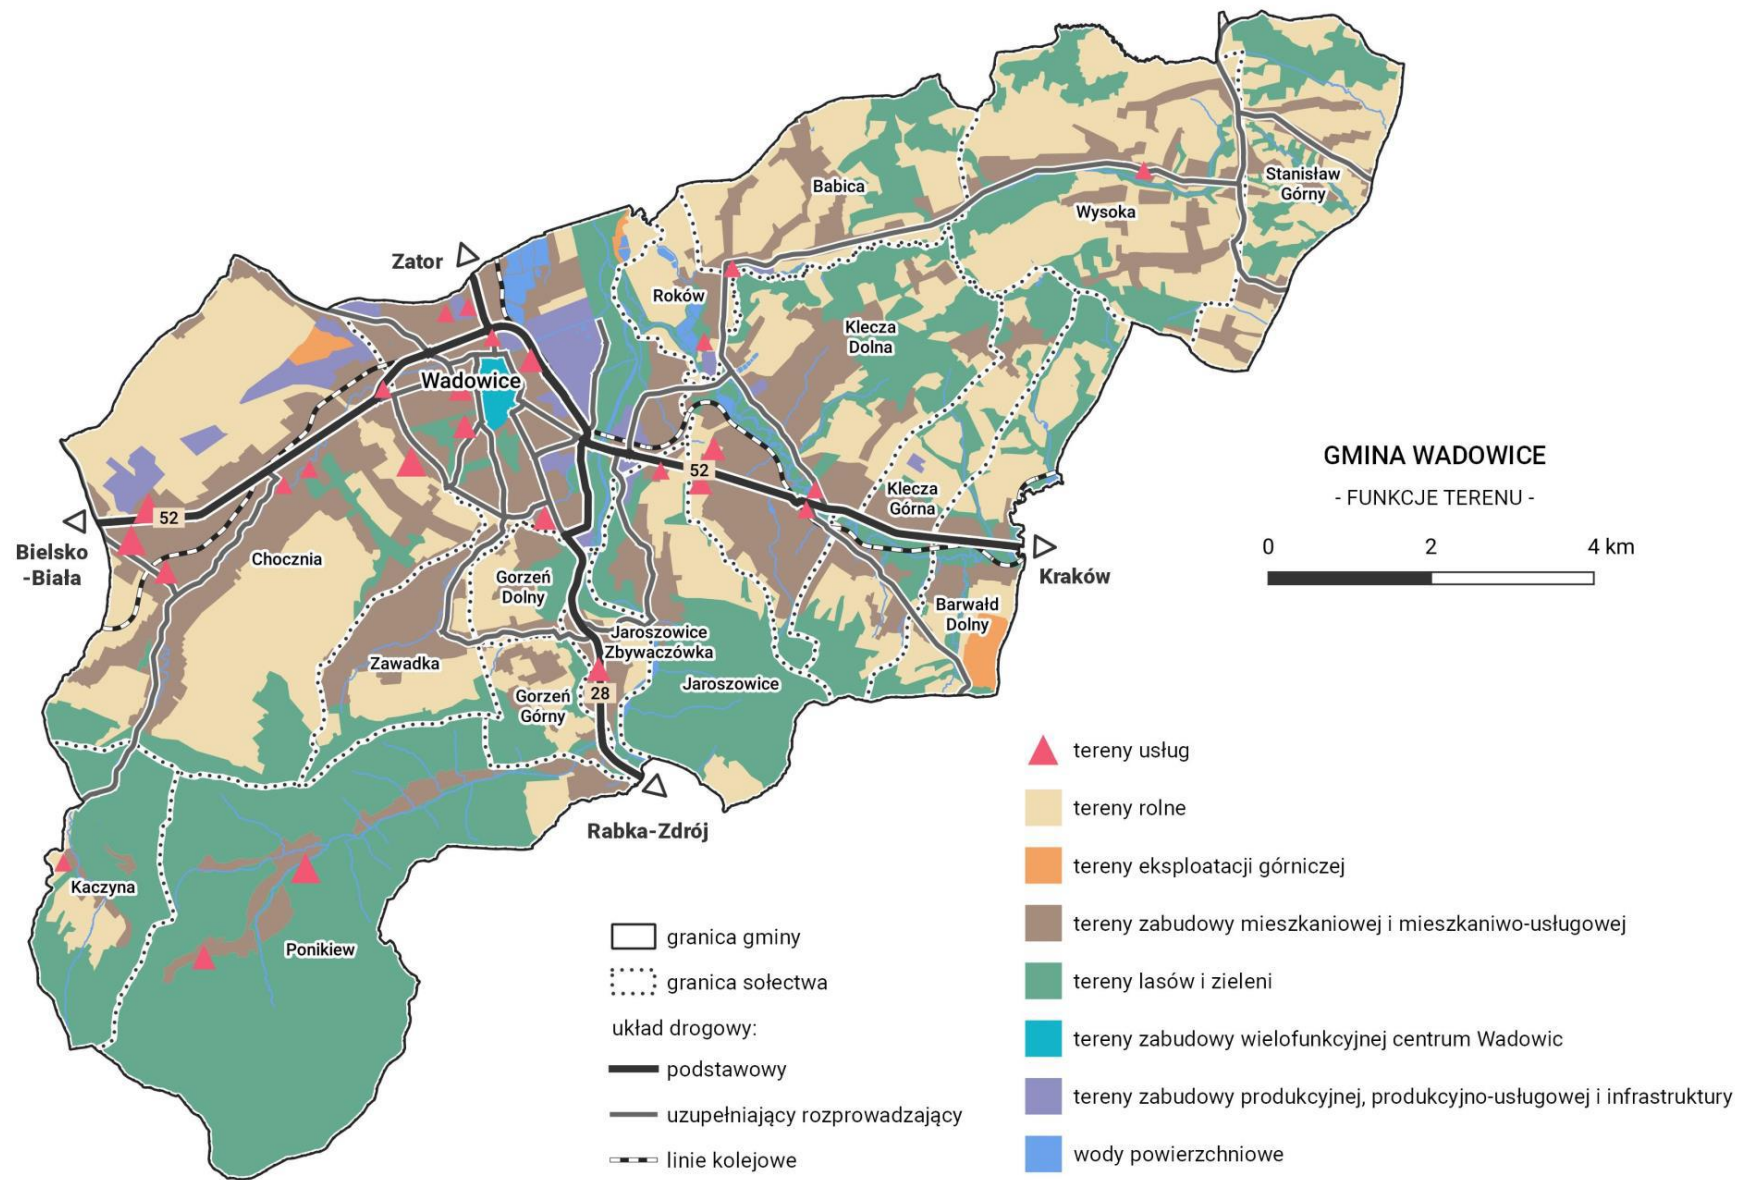 Stanisław
Górny
Babica
Wysoka
Zator
Roków
Klecza
Dolna
Wadowice
GMINA WADOWICE
- FUNKCJE TERENU -
52
Klecza
Górna
52
0 2 4 km
Bielsko
-Biała
Chocznia
Gorzeń
Dolny
Kraków
Barwałd
Dolny
Jaroszowice
Zbywaczówka
Zawadka
Jaroszowice
Gorzeń
Górny
28
Rabka-Zdrój
Kaczyna
Ponikiew
granica gminy
granica sołectwa
układ drogowy:
podstawowy
uzupełniający rozprowadzający
linie kolejowe
tereny usług
tereny rolne
tereny eksploatacji górniczej
tereny zabudowy mieszkaniowej i mieszkaniwo-usługowej
tereny lasów i zieleni
tereny zabudowy wielofunkcyjnej centrum Wadowic
tereny zabudowy produkcyjnej, produkcyjno-usługowej i infrastruktury
wody powierzchniowe